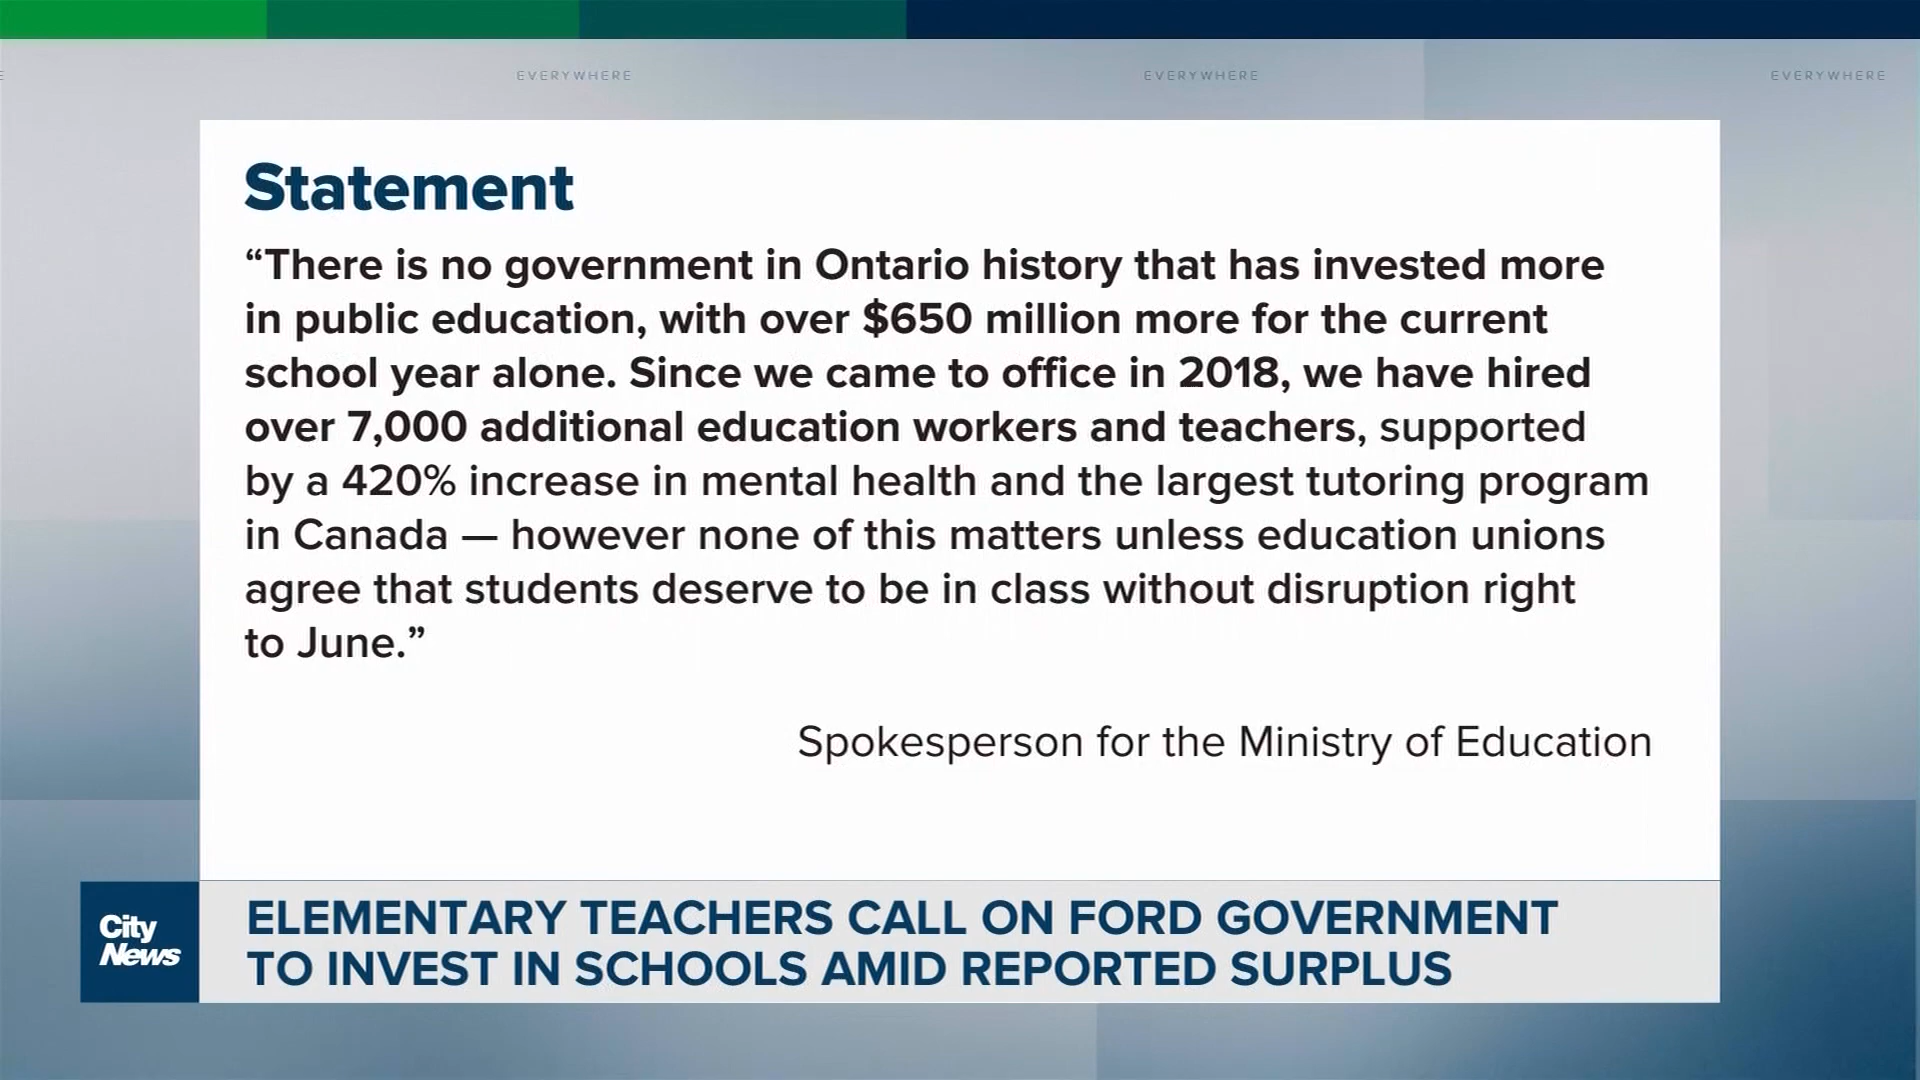 EVERYWHERE EVERYWHERE EVERYWHERE
Statement
“There is no government in Ontario history that has invested more
in public education, with over $650 million more for the current
school year alone. Since we came to office in 2018, we have hired
over 7,000 additional education workers and teachers, supported
by a 420% increase in mental health and the largest tutoring program
in Canada — however none of this matters unless education unions
agree that students deserve to be in class without disruption right
to June.”
Spokesperson for the Ministry of Education
City
News
ELEMENTARY TEACHERS CALL ON FORD GOVERNMENT
TO INVEST IN SCHOOLS AMID REPORTED SURPLUS